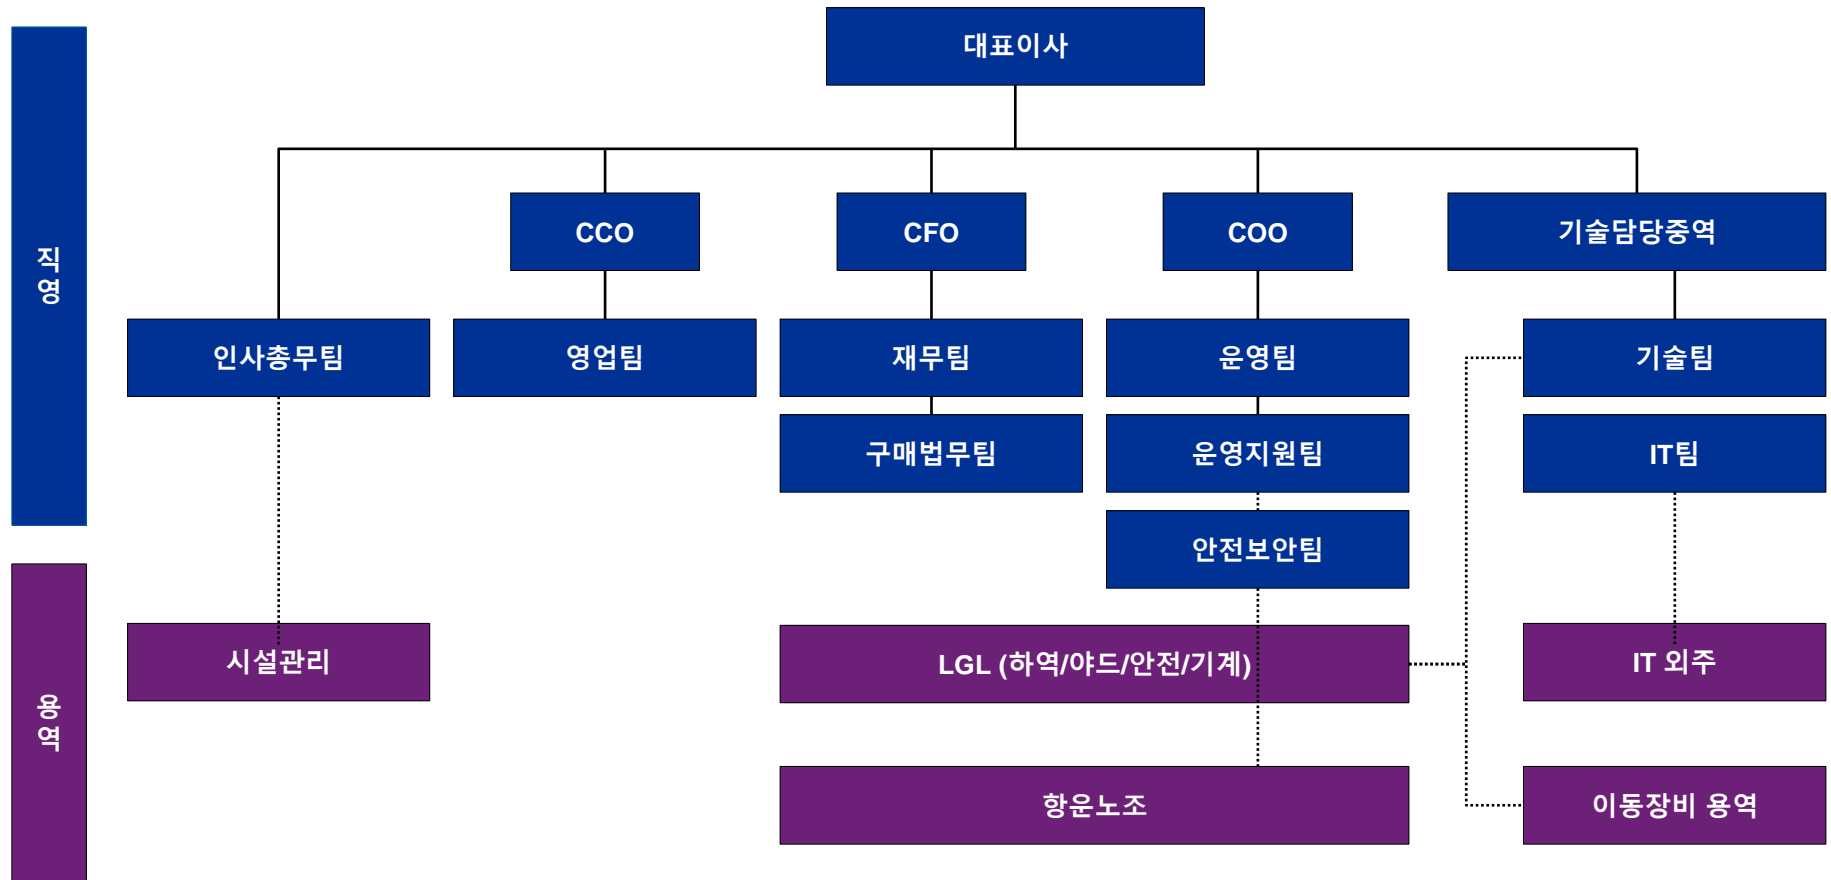 대표이사
직영
CCO
CFO
COO
기술담당중역
인사총무팀
영업팀
재무팀
운영팀
기술팀
구매법무팀
운영지원팀
IT팀
안전보안팀
용역
시설관리
LGL (하역/야드/안전/기계)
IT 외주
항운노조
이동장비 용역